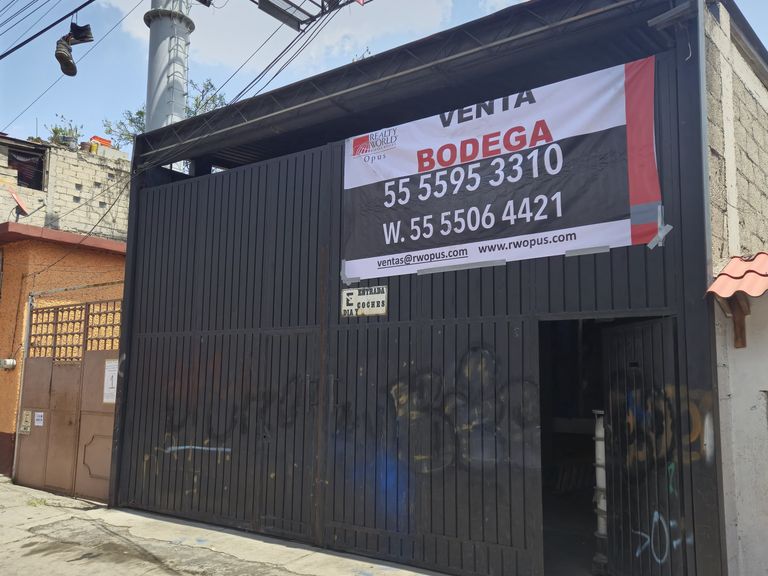 VENTA
REALTY
WORLD
Opus
BODEGA
55 5595 3310
W. 55 5506 4421
ventas@rwopus.com www.rwopus.com
E ENTRADA
COCHES
DIA Y